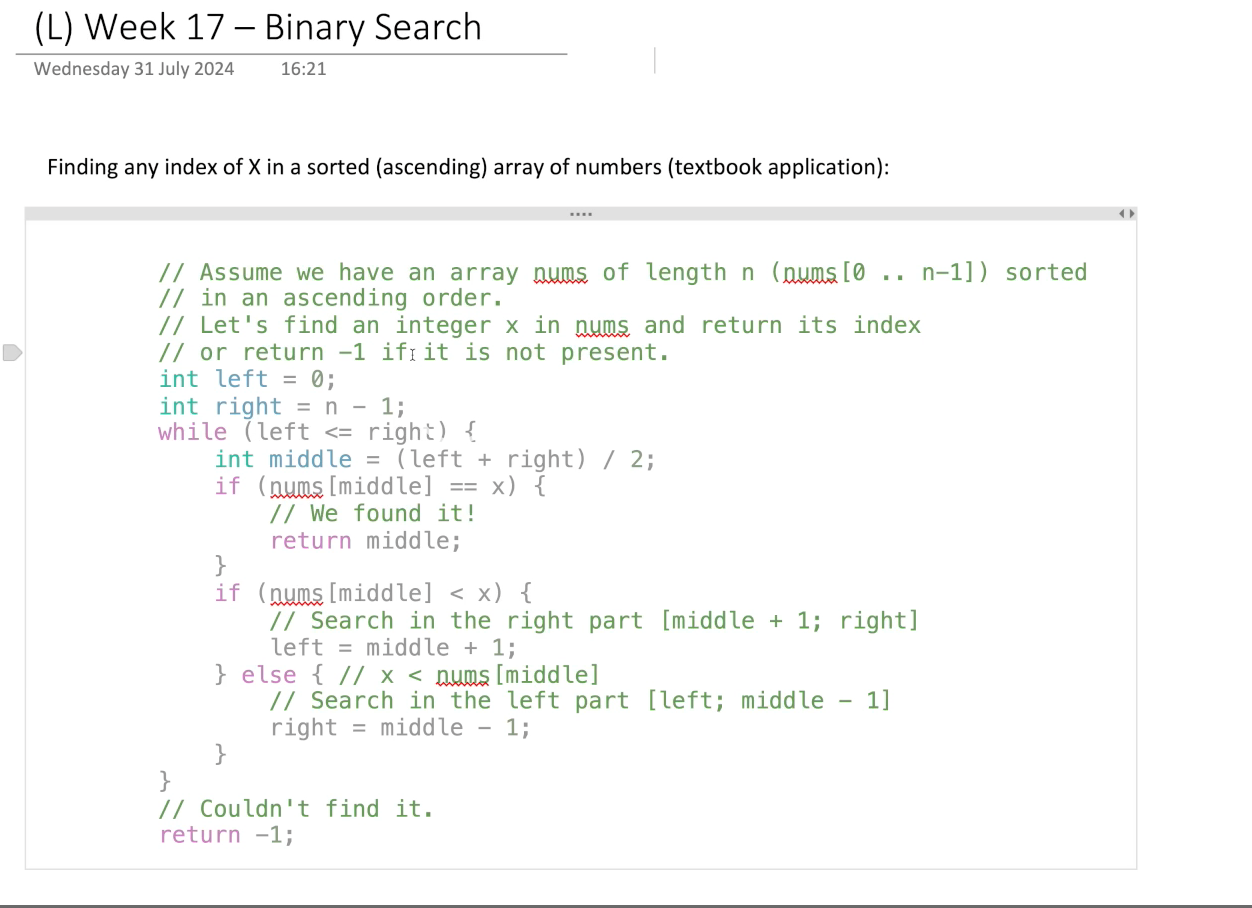 (L) Week 17 – Binary Search
Wednesday 31 July 2024 16:21
Finding any index of X in a sorted (ascending) array of numbers (textbook application):
// Assume we have an array nums of length n (nums[0 .. n-1]) sorted
// in an ascending order.
// Let's find an integer x in nums and return its index
// or return -1 if it is not present.
int left = 0;
int right = n - 1;
while (left <= right) {
    int middle = (left + right) / 2;
    if (nums[middle] == x) {
        // We found it!
        return middle;
    }
    if (nums[middle] < x) {
        // Search in the right part [middle + 1; right]
        left = middle + 1;
    } else { // x < nums[middle]
        // Search in the left part [left; middle - 1]
        right = middle - 1;
    }
}
// Couldn't find it.
return -1;